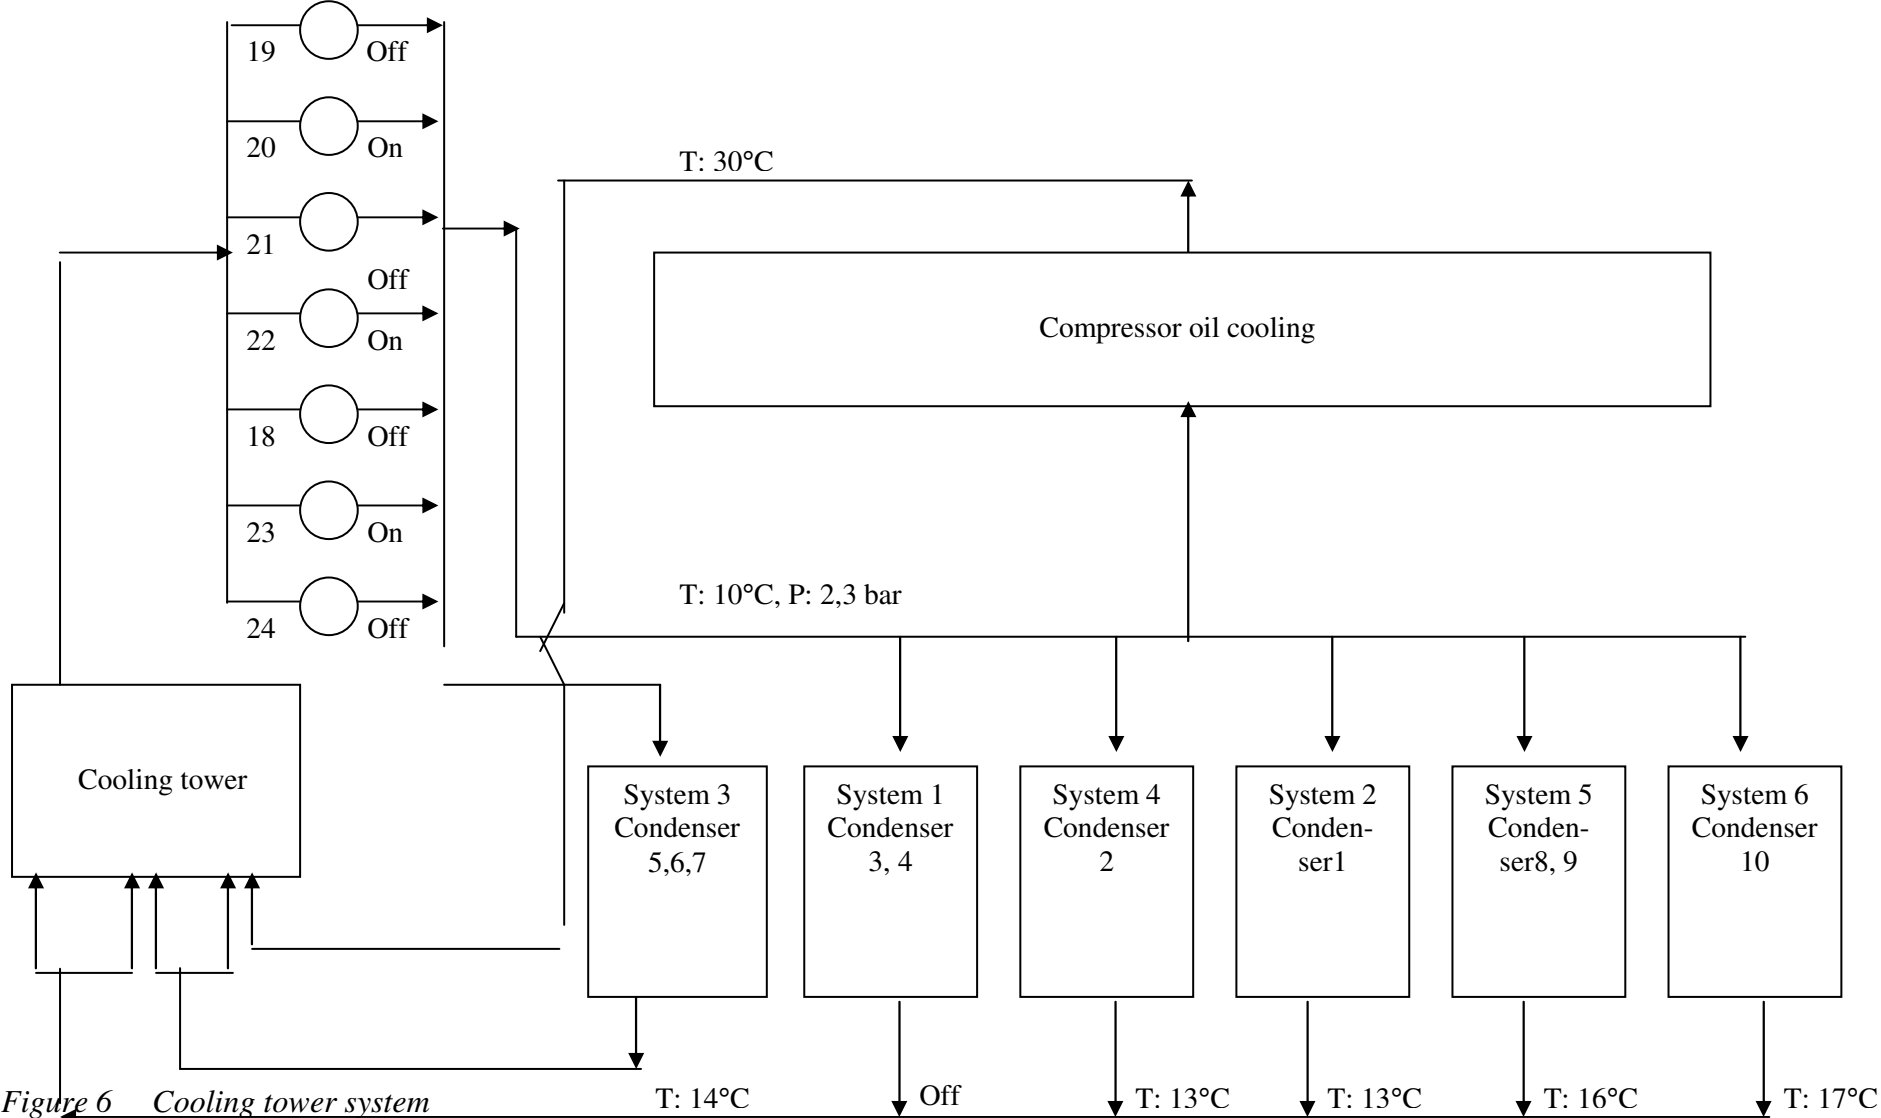 19
Off
20
On
21
Off
22
On
18
Off
23
On
24
Off
T: 30°C
Compressor oil cooling
T: 10°C, P: 2,3 bar
Cooling tower
System 3
Condenser
5,6,7
System 1
Condenser
3, 4
System 4
Condenser
2
System 2
Conden-
ser1
System 5
Conden-
ser8, 9
System 6
Condenser
10
T: 14°C
Off
T: 13°C
T: 13°C
T: 16°C
T: 17°C
Figure 6 Cooling tower system